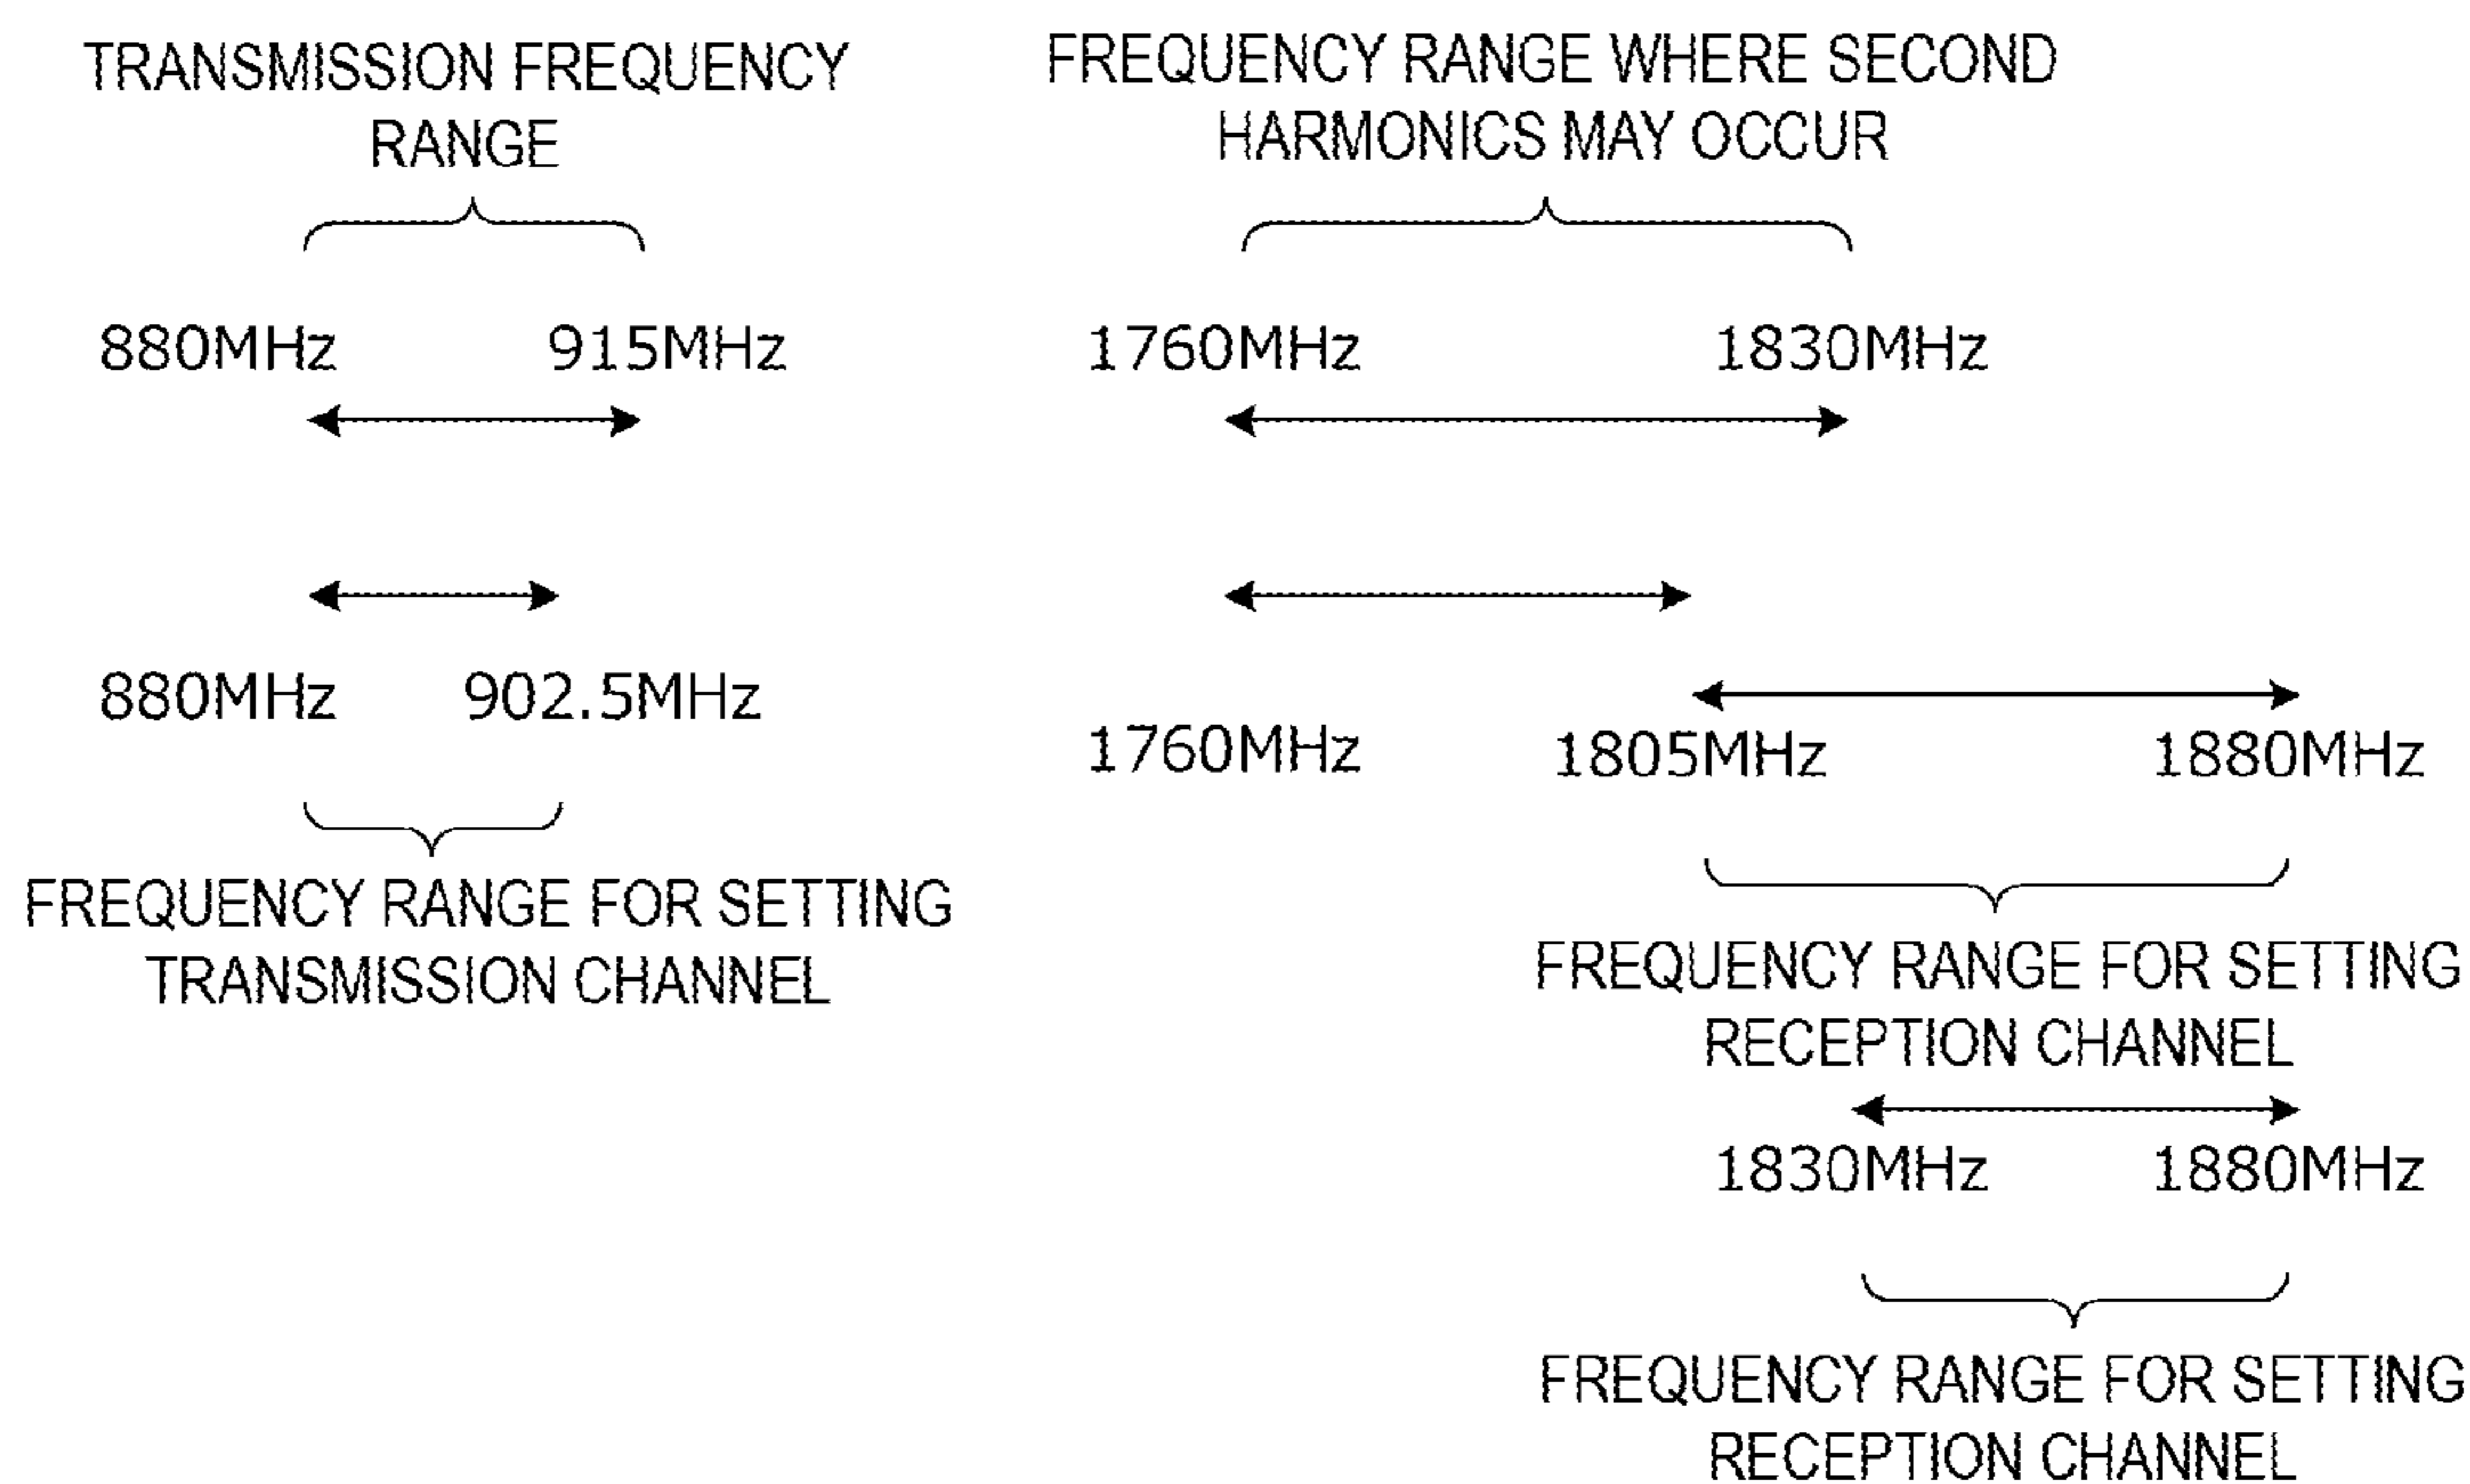 TRANSMISSION FREQUENCY
RANGE
FREQUENCY RANGE WHERE SECOND
HARMONICS MAY OCCUR
880MHz
915MHz
1760MHz
1830MHz
880MHz
902.5MHz
1760MHz
1805MHz
1880MHz
FREQUENCY RANGE FOR SETTING
TRANSMISSION CHANNEL
FREQUENCY RANGE FOR SETTING
RECEPTION CHANNEL
1830MHz
1880MHz
FREQUENCY RANGE FOR SETTING
RECEPTION CHANNEL